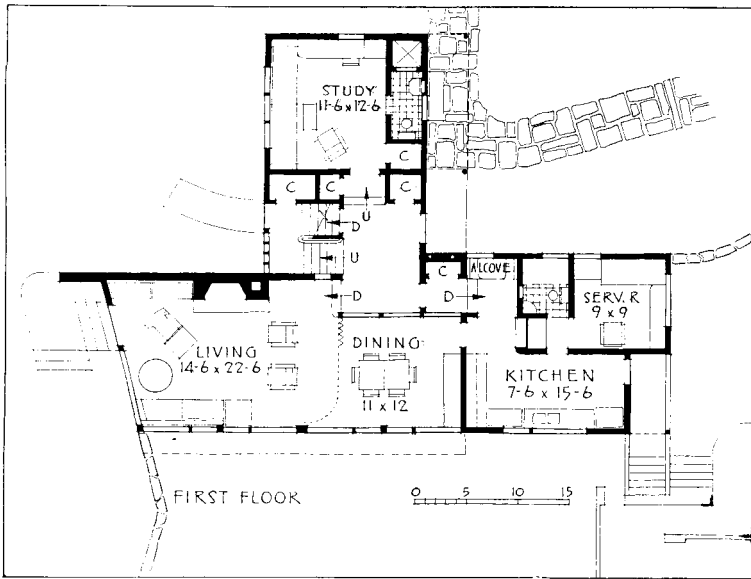 STUDY
11-6 x 12-6
C
C
C
C
U
D
U
D
C
D
ALCOVE
SERV. R
9 x 9
LIVING
14-6 x 22-6
DINING
11 x 12
KITCHEN
7-6 x 15-6
FIRST FLOOR
0 5 10 15